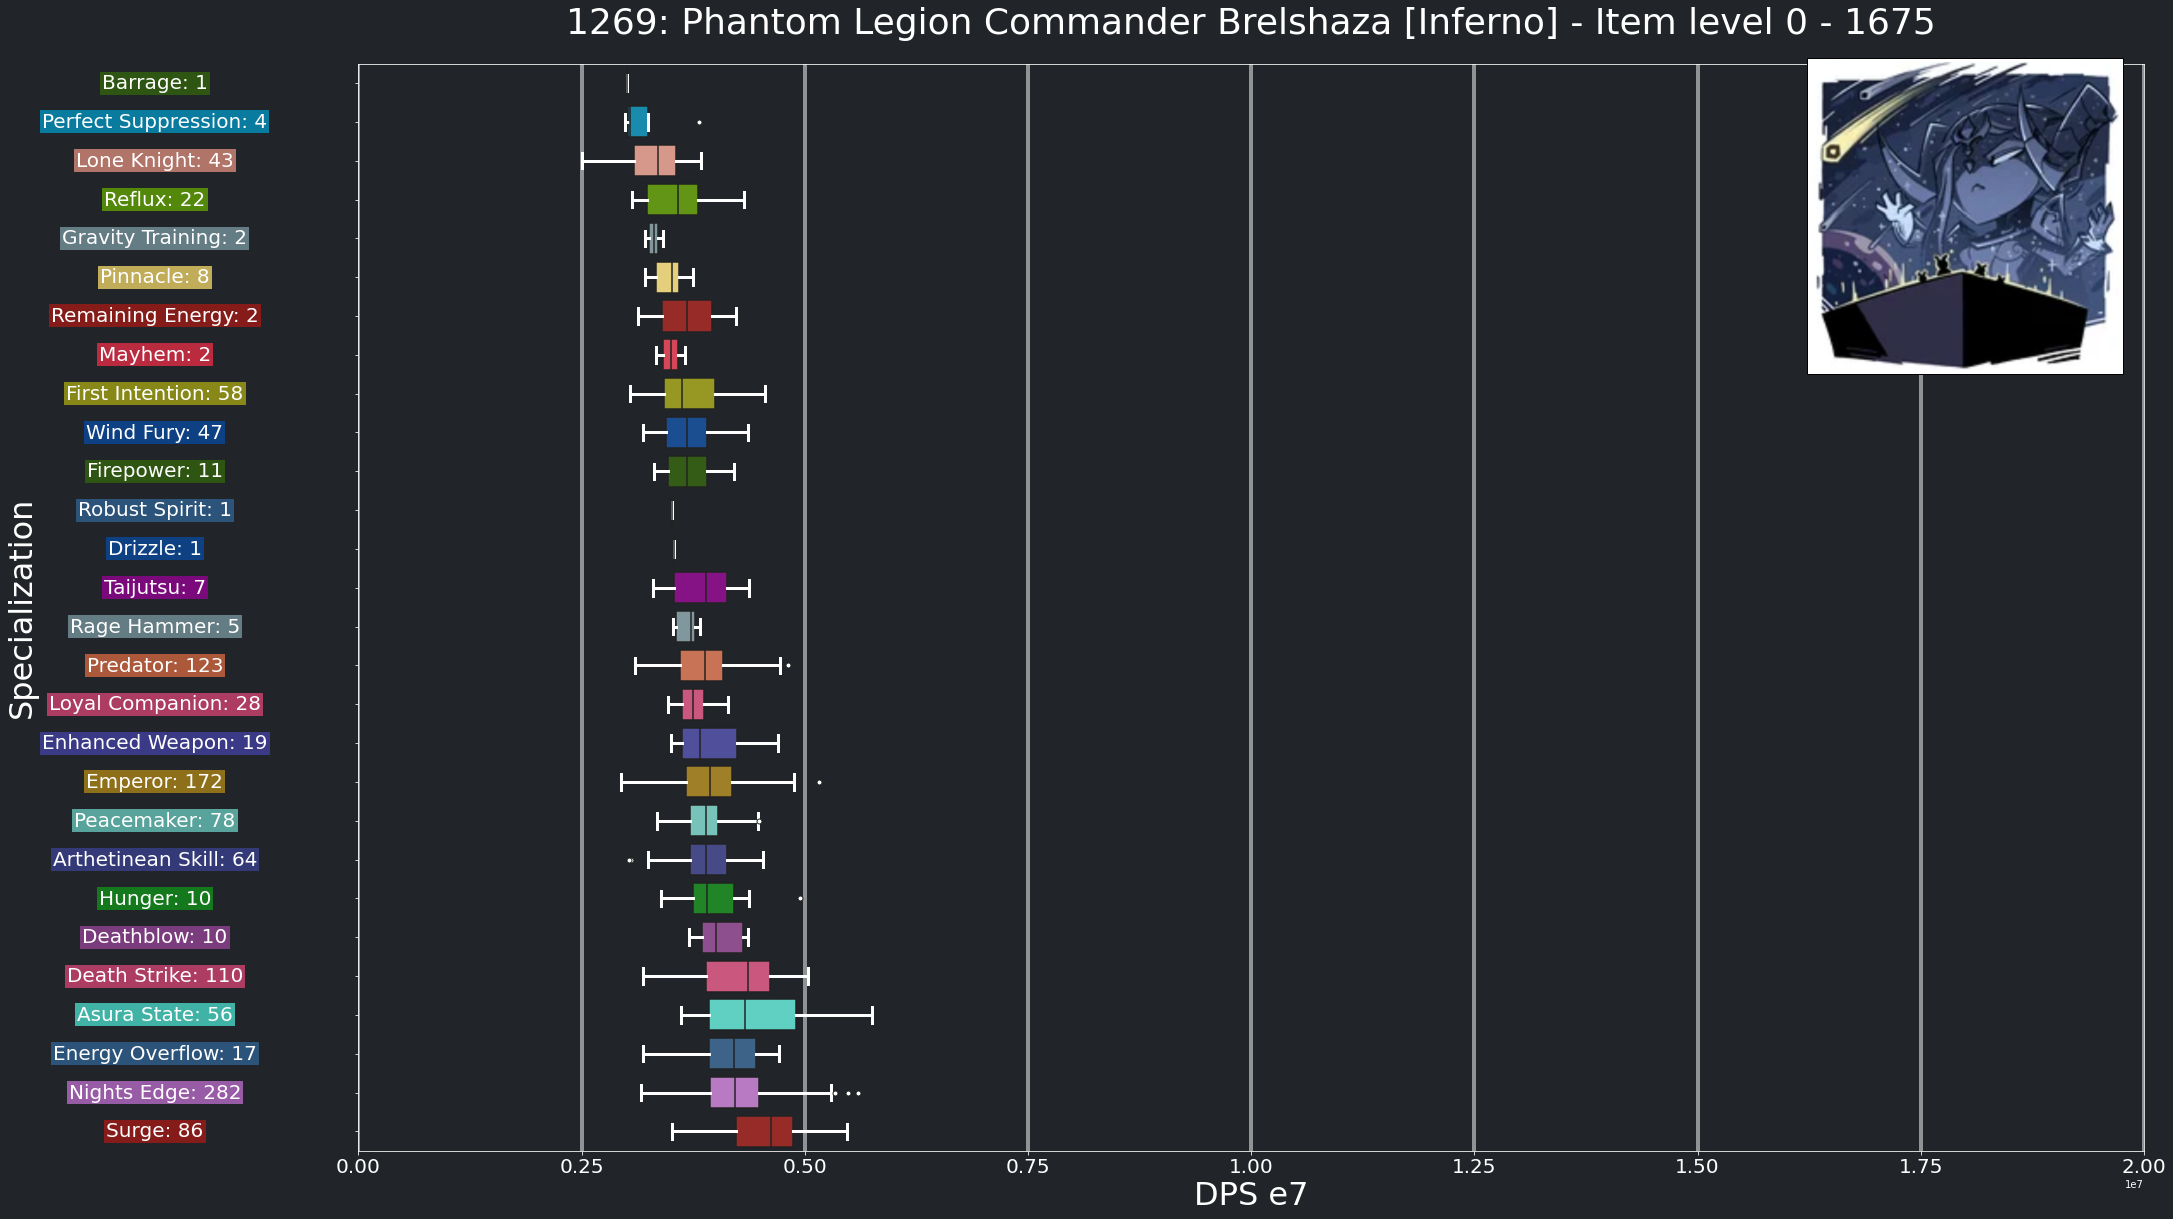 1269: Phantom Legion Commander Brelshaza [Inferno] - Item level 0 - 1675
Specialization
Barrage: 1
Perfect Suppression: 4
Lone Knight: 43
Reflux: 22
Gravity Training: 2
Pinnacle: 8
Remaining Energy: 2
Mayhem: 2
First Intention: 58
Wind Fury: 47
Firepower: 11
Robust Spirit: 1
Drizzle: 1
Taijutsu: 7
Rage Hammer: 5
Predator: 123
Loyal Companion: 28
Enhanced Weapon: 19
Emperor: 172
Peacemaker: 78
Arthetinean Skill: 64
Hunger: 10
Deathblow: 10
Death Strike: 110
Asura State: 56
Energy Overflow: 17
Nights Edge: 282
Surge: 86
0.00 0.25 0.50 0.75 1.00 1.25 1.50 1.75 2.00
1e7
DPS e7